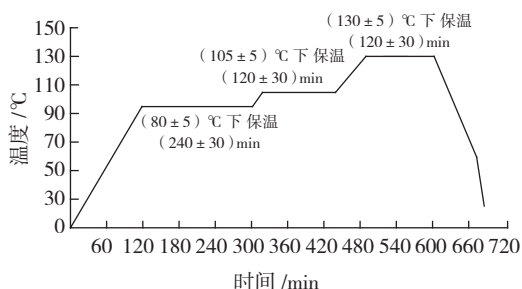 (130 ± 5) ℃ 下 保温
(120 ± 30)min
(105 ± 5) ℃ 下 保温
(120 ± 30)min
(80 ± 5) ℃ 下 保温
(240 ± 30)min
温度 /℃
150
130
110
90
70
50
30
0
60 120 180 240 300 360 420 480 540 600 660 720
时间 /min